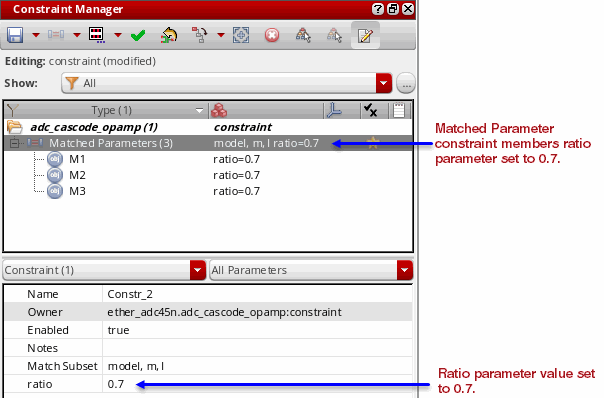 Constraint Manager
Editing: constraint (modified)
Show: All ...
Type (1)
adc_cascode_opamp (1) constraint
Matched Parameters (3) model, m, l ratio=0.7
obj M1 ratio=0.7
obj M2 ratio=0.7
obj M3 ratio=0.7
Matched Parameter
constraint members ratio
parameter set to 0.7.
Constraint (1) All Parameters
Name Constr_2
Owner ether_adc45n.adc_cascode_opamp:constraint
Enabled true
Notes
Match Subset model, m, l
ratio 0.7
Ratio parameter value set
to 0.7.